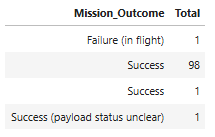 Mission_Outcome Total
Failure (in flight) 1
Success 98
Success 1
Success (payload status unclear) 1